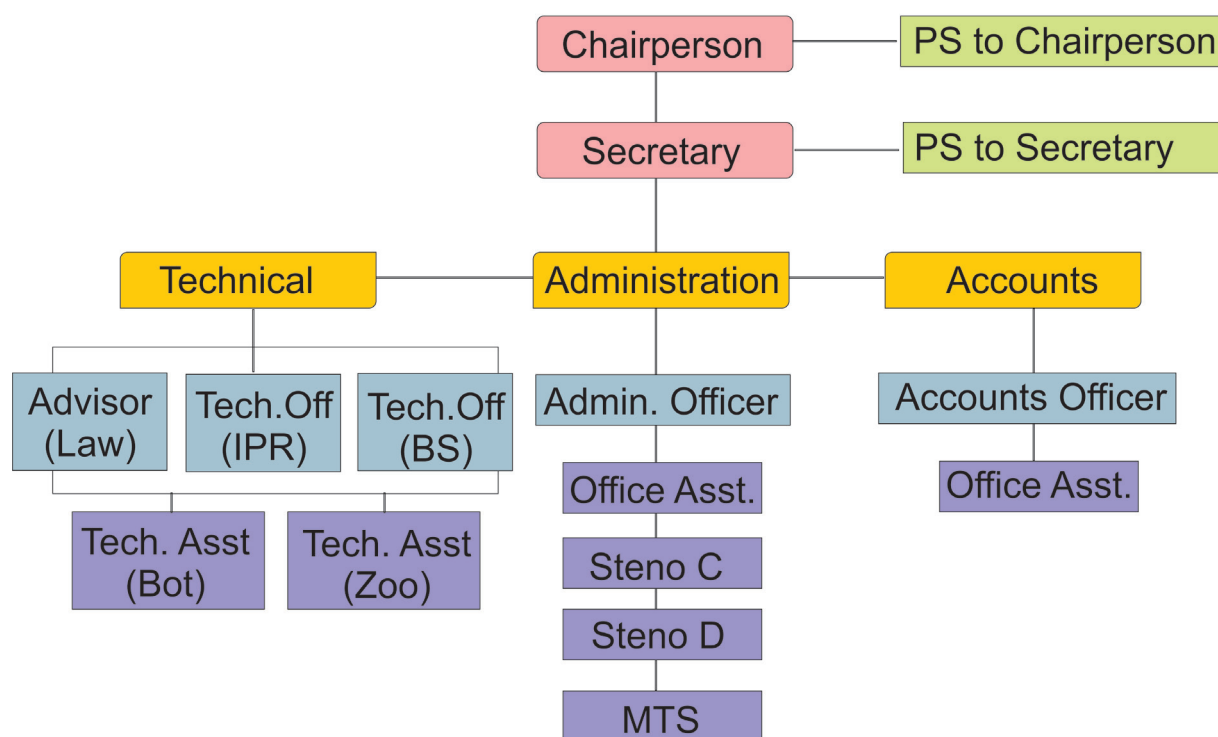 Chairperson
PS to Chairperson
Secretary
PS to Secretary
Technical
Administration
Accounts
Advisor
(Law)
Tech.Off
(IPR)
Tech.Off
(BS)
Admin. Officer
Accounts Officer
Office Asst.
Office Asst.
Tech. Asst
(Bot)
Tech. Asst
(Zoo)
Steno C
Steno D
MTS